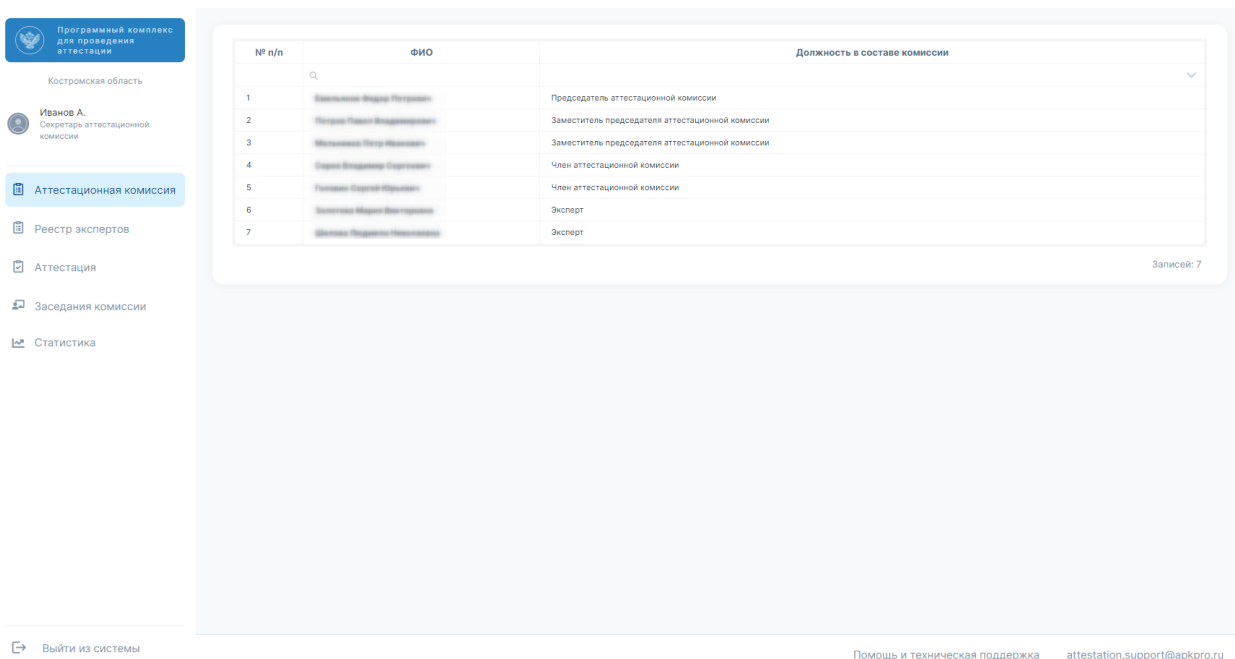 Программный комплекс
для проведения
аттестации
Костромская область
Иванов А.
Секретарь аттестационной
комиссии
Аттестационная комиссия
Реестр экспертов
Аттестация
Заседания комиссии
Статистика
Выйти из системы
№ п/п ФИО Должность в составе комиссии
1 Председатель аттестационной комиссии
2 Заместитель председателя аттестационной комиссии
3 Заместитель председателя аттестационной комиссии
4 Член аттестационной комиссии
5 Член аттестационной комиссии
6 Эксперт
7 Эксперт
Записей: 7
Помощь и техническая поддержка attestation.support@apkpro.ru